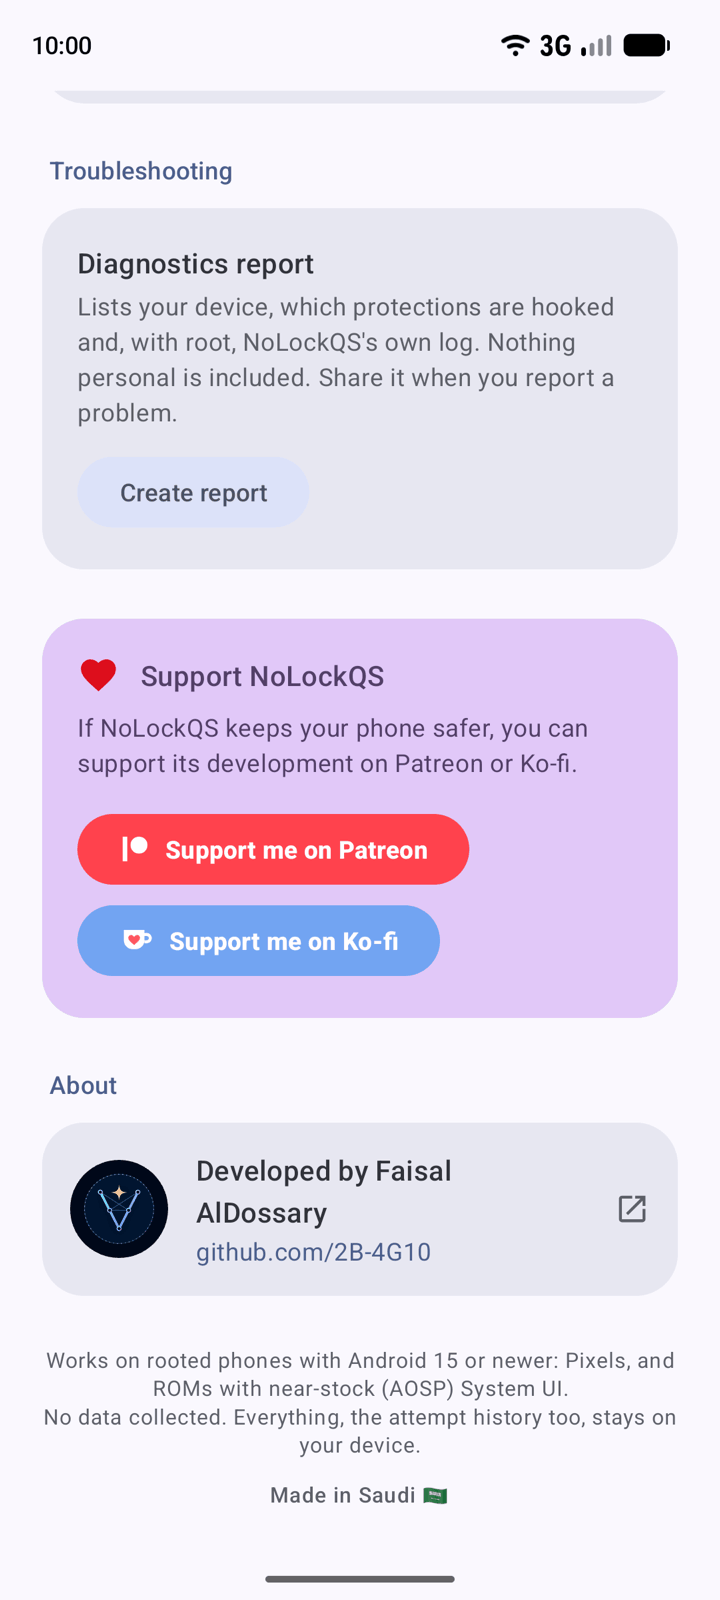 10:00
3G
Troubleshooting
Diagnostics report
Lists your device, which protections are hooked
and, with root, NoLockQS's own log. Nothing
personal is included. Share it when you report a
problem.
Create report
Support NoLockQS
If NoLockQS keeps your phone safer, you can
support its development on Patreon or Ko-fi.
Support me on Patreon
Support me on Ko-fi
About
Developed by Faisal
AlDossary
github.com/2B-4G10
Works on rooted phones with Android 15 or newer: Pixels, and
ROMs with near-stock (AOSP) System UI.
No data collected. Everything, the attempt history too, stays on
your device.
Made in Saudi 🇸🇦